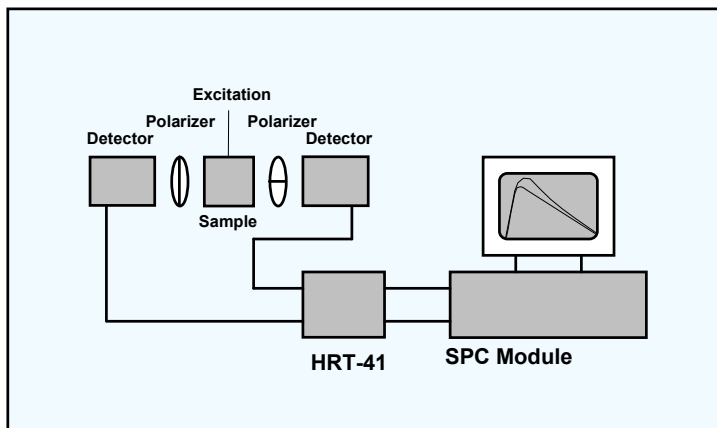 Excitation
Polarizer Polarizer
Detector Detector
Sample
HRT-41
SPC Module